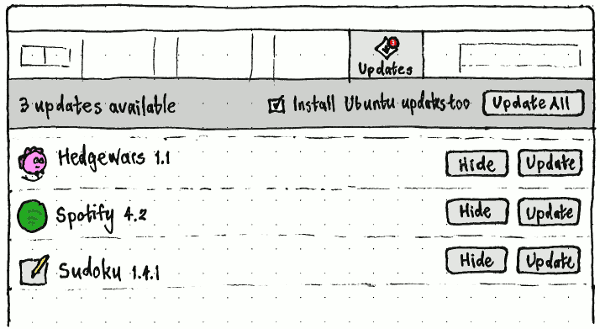 Updates
3 updates available Install Ubuntu updates too Update All
Hedgewars 1.1 Hide Update
Spotify 4.2 Hide Update
Sudoku 1.4.1 Hide Update